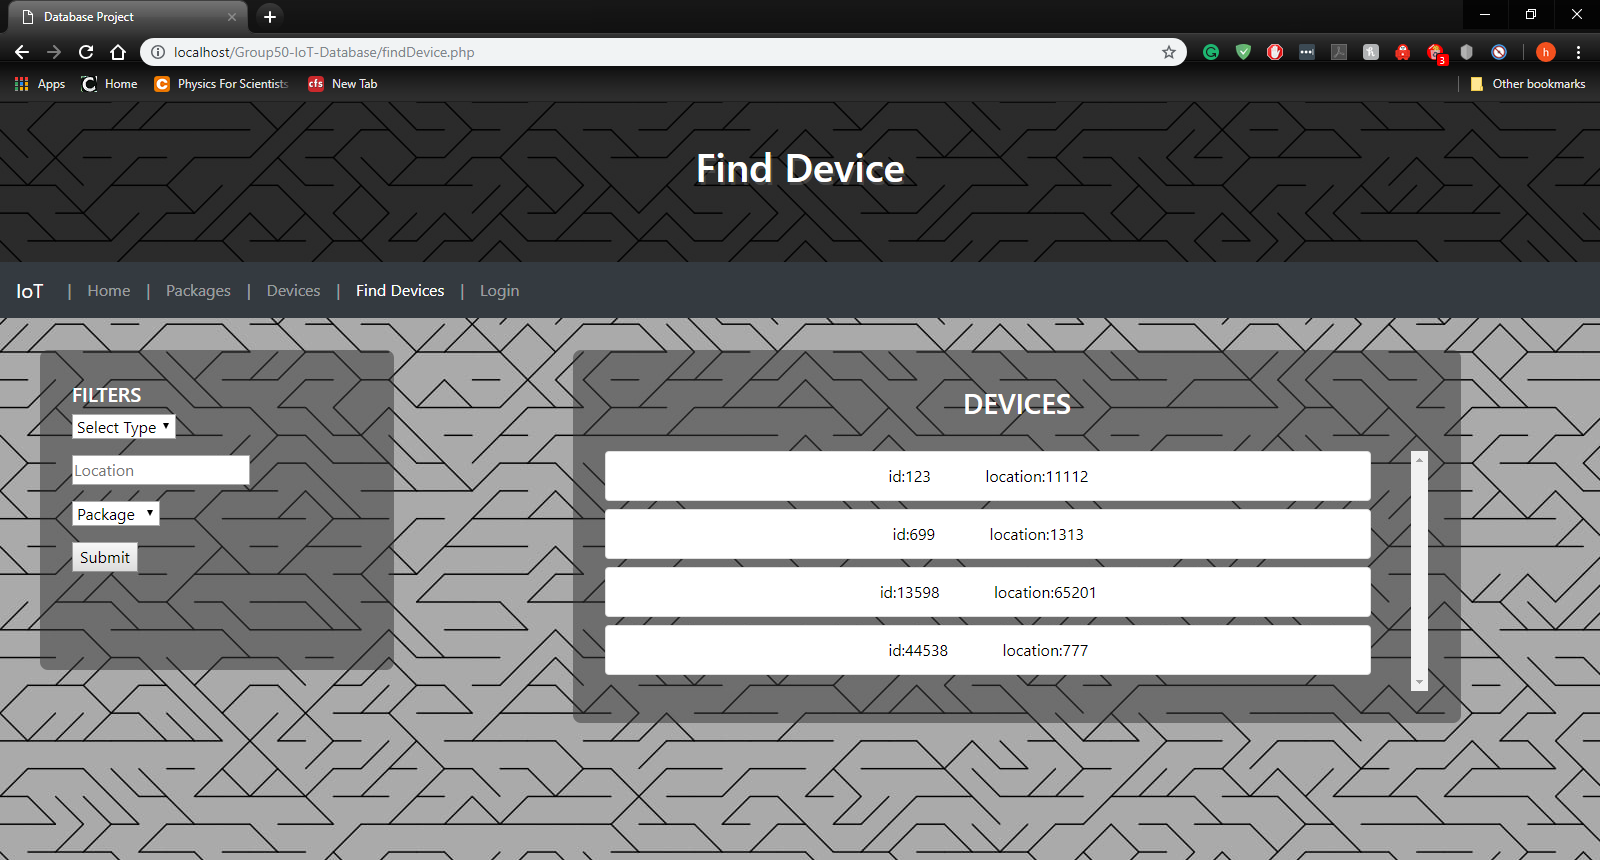 Database Project
localhost/Group50-IoT-Database/findDevice.php
3
h
Apps
Home
Physics For Scientists
cfs
New Tab
Other bookmarks
Find Device
IoT | Home | Packages | Devices | Find Devices | Login
FILTERS
Select Type
Location
Package
Submit
DEVICES
id:123 location:11112
id:699 location:1313
id:13598 location:65201
id:44538 location:777